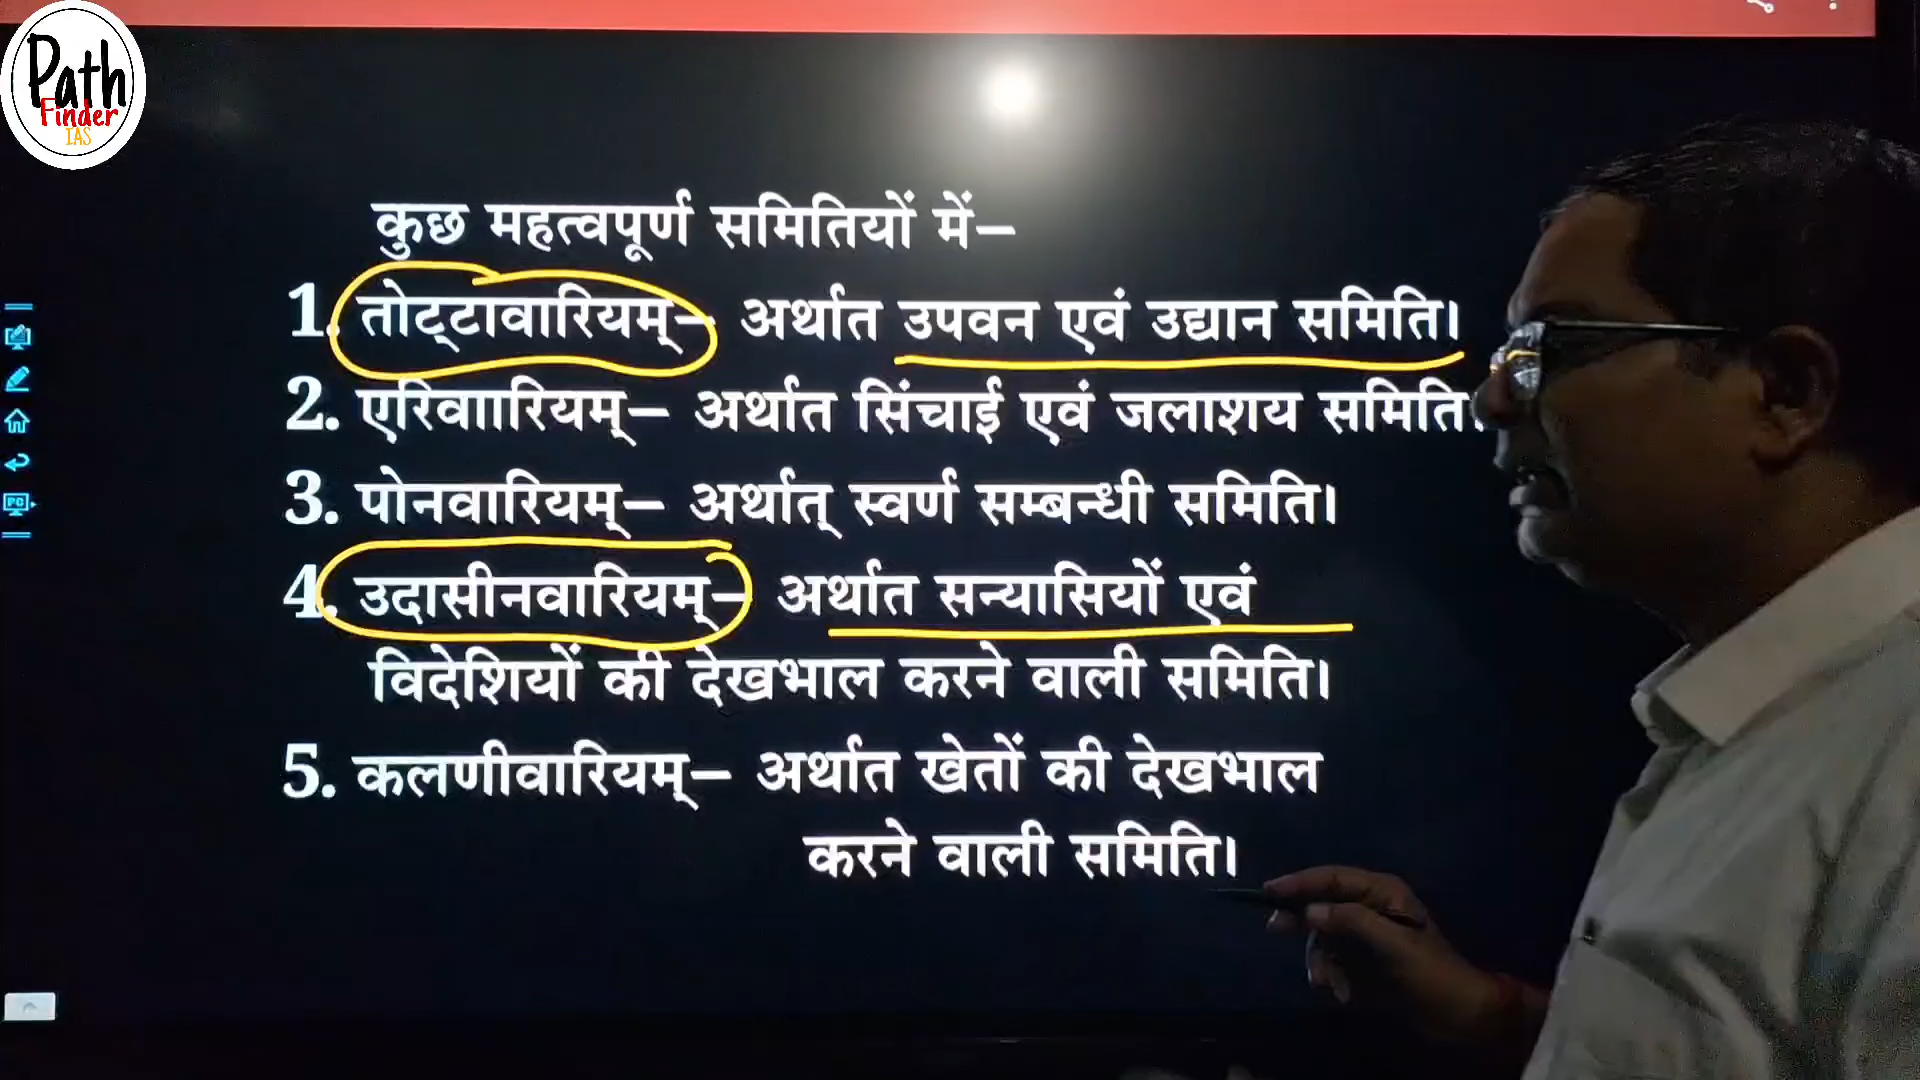 Path
Finder
IAS
कुछ महत्वपूर्ण समितियों में–
1. तोट्टावारियम्– अर्थात उपवन एवं उद्यान समिति।
2. एरिवाारियम्– अर्थात सिंचाई एवं जलाशय समिति।
3. पोनवारियम्– अर्थात् स्वर्ण सम्बन्धी समिति।
4. उदासीनवारियम्– अर्थात सन्यासियों एवं
विदेशियों की देखभाल करने वाली समिति।
5. कलणीवारियम्– अर्थात खेतों की देखभाल
करने वाली समिति।
PC